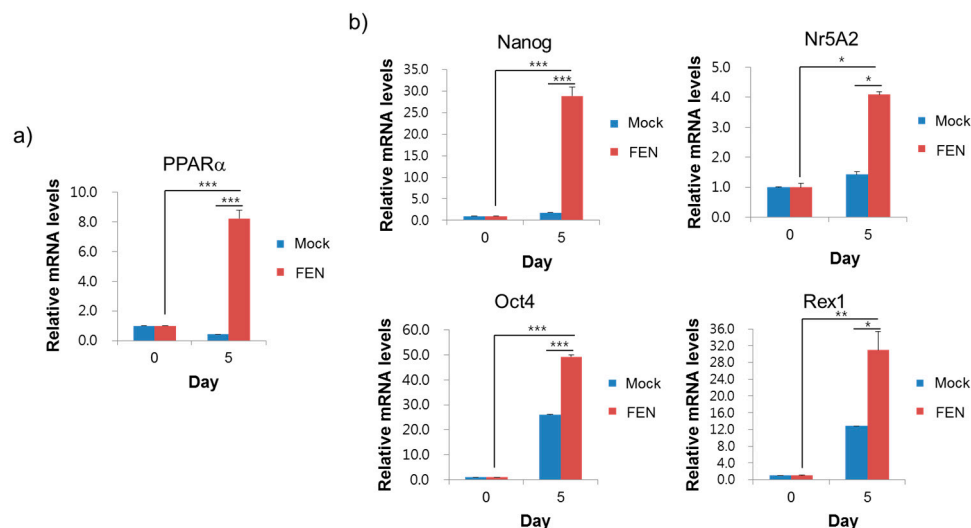 a)
PPARα
Relative mRNA levels
10.0
8.0
6.0
4.0
2.0
0.0
***
***
0
5
Day
Mock
FEN
b)
Nanog
Relative mRNA levels
35.0
30.0
25.0
20.0
15.0
10.0
5.0
0.0
***
***
0
5
Day
Mock
FEN
Nr5A2
Relative mRNA levels
5.0
4.0
3.0
2.0
1.0
0.0
*
*
0
5
Day
Mock
FEN
Oct4
Relative mRNA levels
60.0
50.0
40.0
30.0
20.0
10.0
0.0
***
***
0
5
Day
Mock
FEN
Rex1
Relative mRNA levels
36.0
32.0
28.0
24.0
20.0
16.0
12.0
8.0
4.0
0.0
**
*
0
5
Day
Mock
FEN